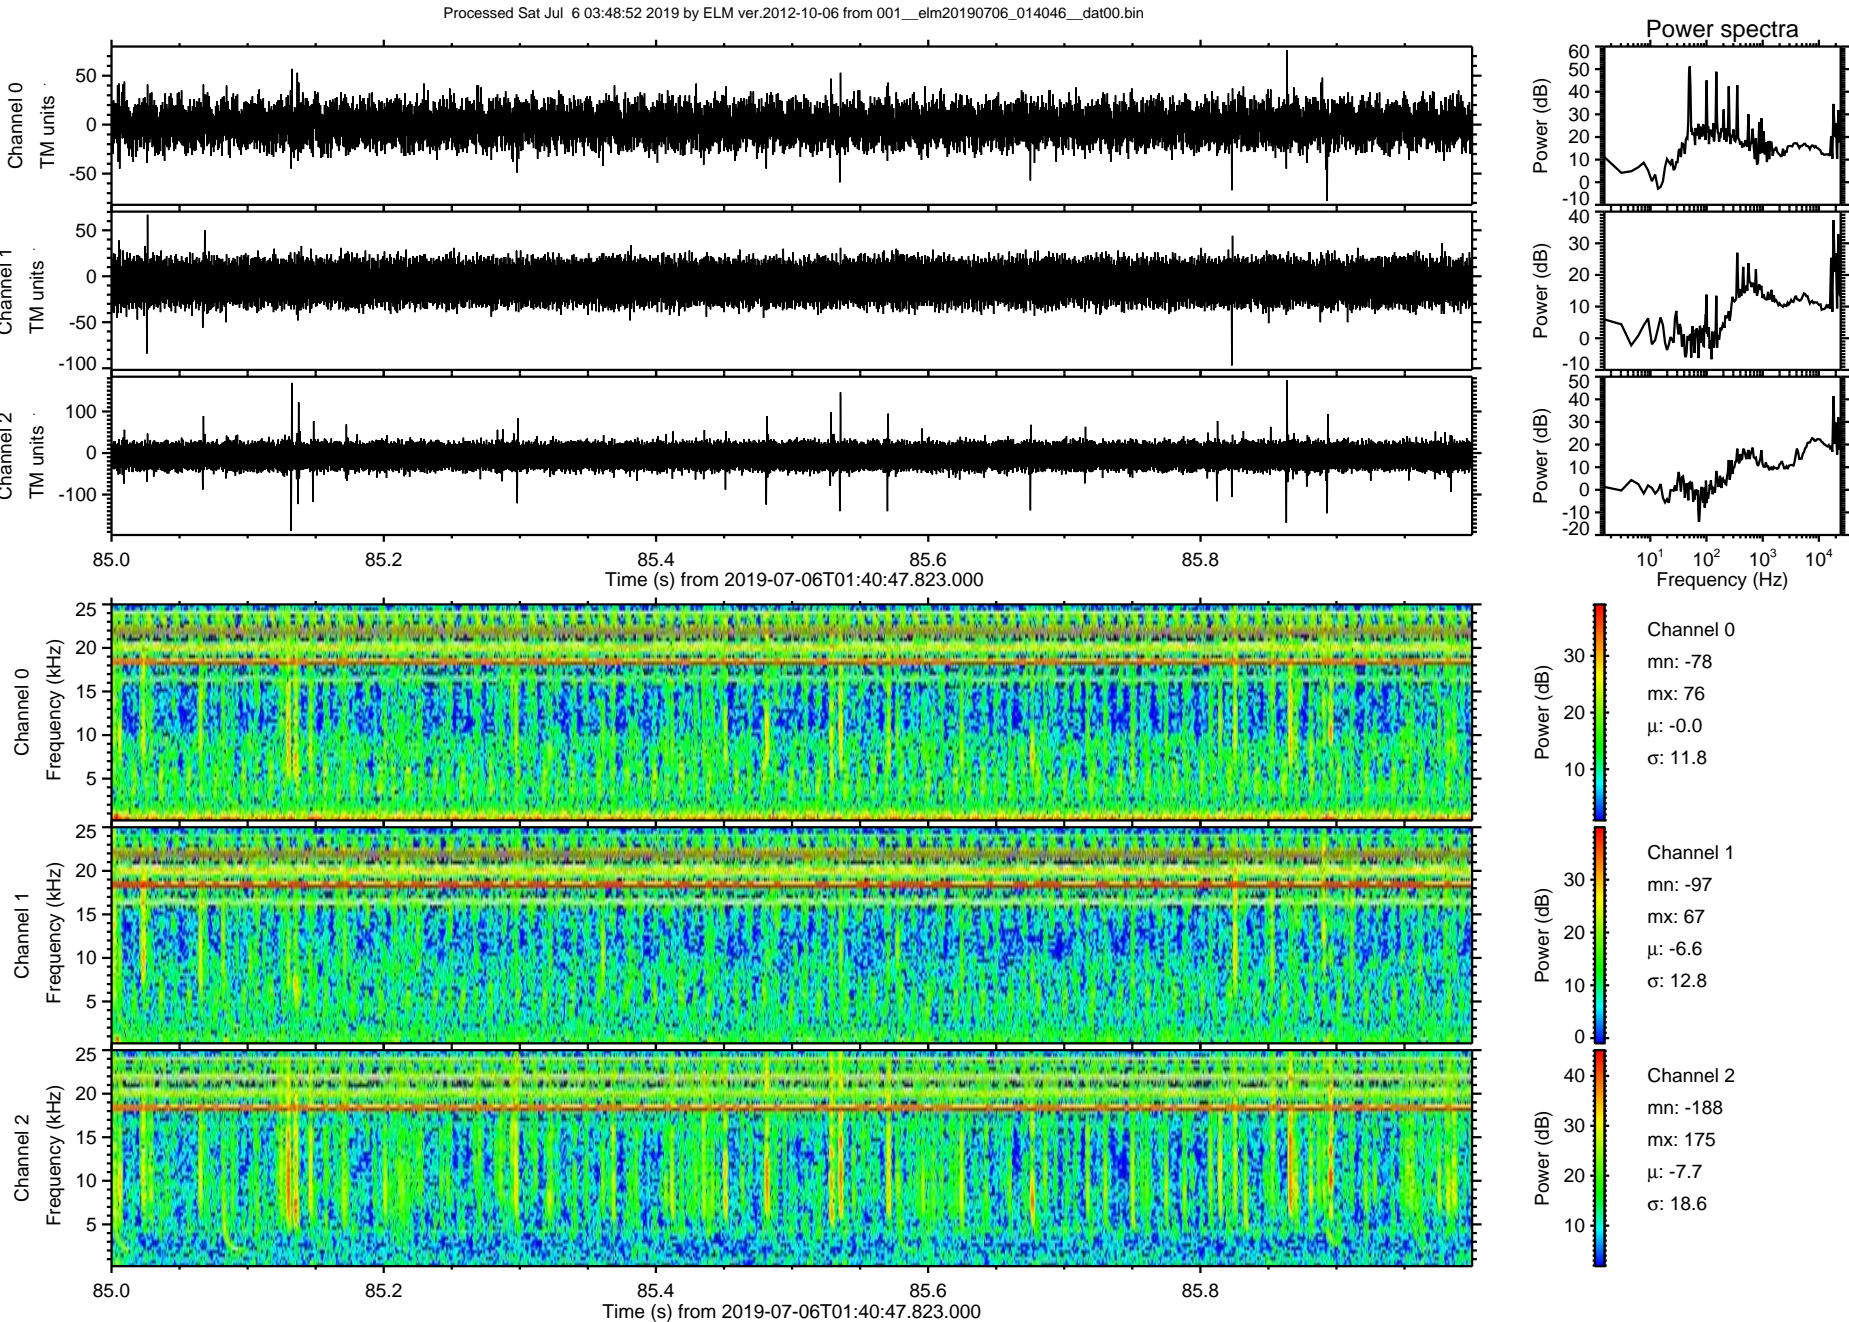 Processed Sat Jul  6 03:48:52 2019 by ELM ver.2012-10-06 from 001__elm20190706_014046__dat00.bin
Power spectra
Channel 0
TM units
50
0
-50
Power (dB)
60
50
40
30
20
10
0
-10
Channel 1
TM units
50
0
-50
-100
Power (dB)
40
30
20
10
0
-10
Channel 2
TM units
100
0
-100
Power (dB)
50
40
30
20
10
0
-10
-20
85.0 85.2 85.4 85.6 85.8
Time (s) from 2019-07-06T01:40:47.823.000
10^1 10^2 10^3 10^4
Frequency (Hz)
Channel 0
Frequency (kHz)
25
20
15
10
5
Power (dB)
30
20
10
Channel 0
mn: -78
mx: 76
μ: -0.0
σ: 11.8
Channel 1
Frequency (kHz)
25
20
15
10
5
Power (dB)
30
20
10
0
Channel 1
mn: -97
mx: 67
μ: -6.6
σ: 12.8
Channel 2
Frequency (kHz)
25
20
15
10
5
Power (dB)
40
30
20
10
Channel 2
mn: -188
mx: 175
μ: -7.7
σ: 18.6
85.0 85.2 85.4 85.6 85.8
Time (s) from 2019-07-06T01:40:47.823.000